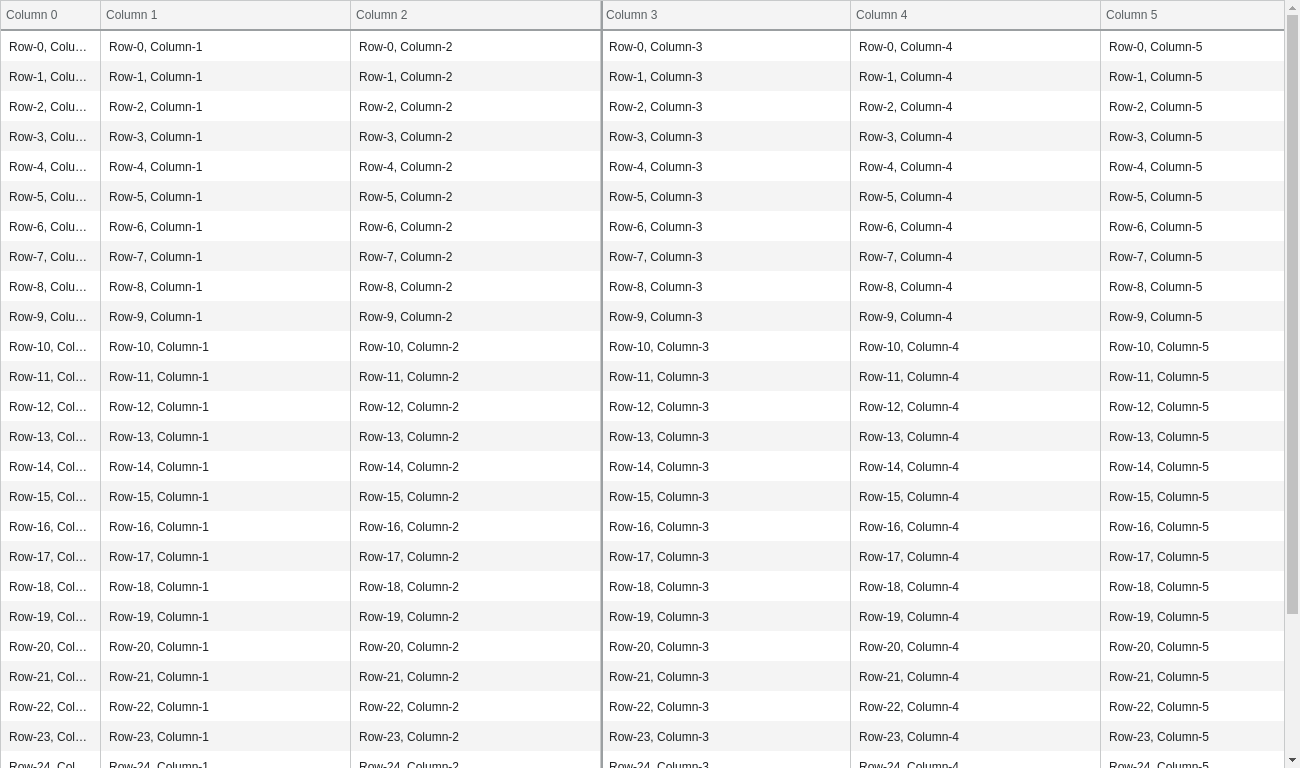 Column 0 Column 1 Column 2 Column 3 Column 4 Column 5
Row-0, Colu… Row-0, Column-1 Row-0, Column-2 Row-0, Column-3 Row-0, Column-4 Row-0, Column-5
Row-1, Colu… Row-1, Column-1 Row-1, Column-2 Row-1, Column-3 Row-1, Column-4 Row-1, Column-5
Row-2, Colu… Row-2, Column-1 Row-2, Column-2 Row-2, Column-3 Row-2, Column-4 Row-2, Column-5
Row-3, Colu… Row-3, Column-1 Row-3, Column-2 Row-3, Column-3 Row-3, Column-4 Row-3, Column-5
Row-4, Colu… Row-4, Column-1 Row-4, Column-2 Row-4, Column-3 Row-4, Column-4 Row-4, Column-5
Row-5, Colu… Row-5, Column-1 Row-5, Column-2 Row-5, Column-3 Row-5, Column-4 Row-5, Column-5
Row-6, Colu… Row-6, Column-1 Row-6, Column-2 Row-6, Column-3 Row-6, Column-4 Row-6, Column-5
Row-7, Colu… Row-7, Column-1 Row-7, Column-2 Row-7, Column-3 Row-7, Column-4 Row-7, Column-5
Row-8, Colu… Row-8, Column-1 Row-8, Column-2 Row-8, Column-3 Row-8, Column-4 Row-8, Column-5
Row-9, Colu… Row-9, Column-1 Row-9, Column-2 Row-9, Column-3 Row-9, Column-4 Row-9, Column-5
Row-10, Col… Row-10, Column-1 Row-10, Column-2 Row-10, Column-3 Row-10, Column-4 Row-10, Column-5
Row-11, Col… Row-11, Column-1 Row-11, Column-2 Row-11, Column-3 Row-11, Column-4 Row-11, Column-5
Row-12, Col… Row-12, Column-1 Row-12, Column-2 Row-12, Column-3 Row-12, Column-4 Row-12, Column-5
Row-13, Col… Row-13, Column-1 Row-13, Column-2 Row-13, Column-3 Row-13, Column-4 Row-13, Column-5
Row-14, Col… Row-14, Column-1 Row-14, Column-2 Row-14, Column-3 Row-14, Column-4 Row-14, Column-5
Row-15, Col… Row-15, Column-1 Row-15, Column-2 Row-15, Column-3 Row-15, Column-4 Row-15, Column-5
Row-16, Col… Row-16, Column-1 Row-16, Column-2 Row-16, Column-3 Row-16, Column-4 Row-16, Column-5
Row-17, Col… Row-17, Column-1 Row-17, Column-2 Row-17, Column-3 Row-17, Column-4 Row-17, Column-5
Row-18, Col… Row-18, Column-1 Row-18, Column-2 Row-18, Column-3 Row-18, Column-4 Row-18, Column-5
Row-19, Col… Row-19, Column-1 Row-19, Column-2 Row-19, Column-3 Row-19, Column-4 Row-19, Column-5
Row-20, Col… Row-20, Column-1 Row-20, Column-2 Row-20, Column-3 Row-20, Column-4 Row-20, Column-5
Row-21, Col… Row-21, Column-1 Row-21, Column-2 Row-21, Column-3 Row-21, Column-4 Row-21, Column-5
Row-22, Col… Row-22, Column-1 Row-22, Column-2 Row-22, Column-3 Row-22, Column-4 Row-22, Column-5
Row-23, Col… Row-23, Column-1 Row-23, Column-2 Row-23, Column-3 Row-23, Column-4 Row-23, Column-5
Row-24, Col… Row-24, Column-1 Row-24, Column-2 Row-24, Column-3 Row-24, Column-4 Row-24, Column-5